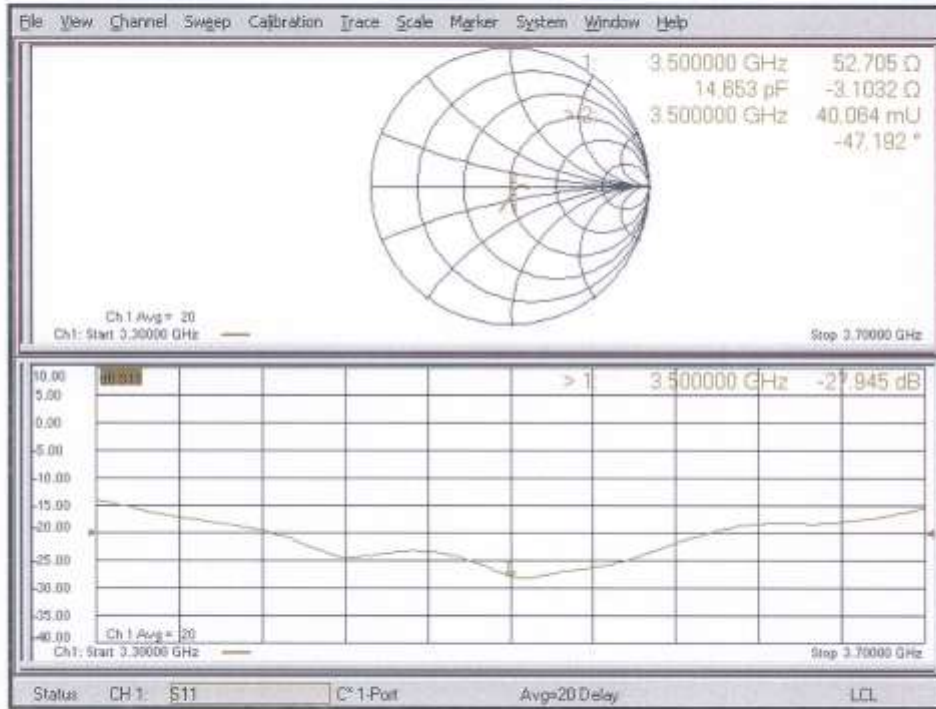 File View Channel Sweep Calibration Trace Scale Marker System Window Help
1 3.500000 GHz 52.705 Ω
14.653 pF -3.1032 Ω
>2 3.500000 GHz 40.064 mU
-47.192 °
Ch 1 Avg = 20
Ch1: Start 3.30000 GHz Stop 3.70000 GHz
10.00 dB S11 > 1 3.500000 GHz -27.945 dB
5.00
0.00
-5.00
-10.00
-15.00
-20.00
-25.00
-30.00
-35.00
-40.00 Ch 1 Avg = 20
Ch1: Start 3.30000 GHz Stop 3.70000 GHz
Status CH 1: S11 C* 1-Port Avg=20 Delay LCL